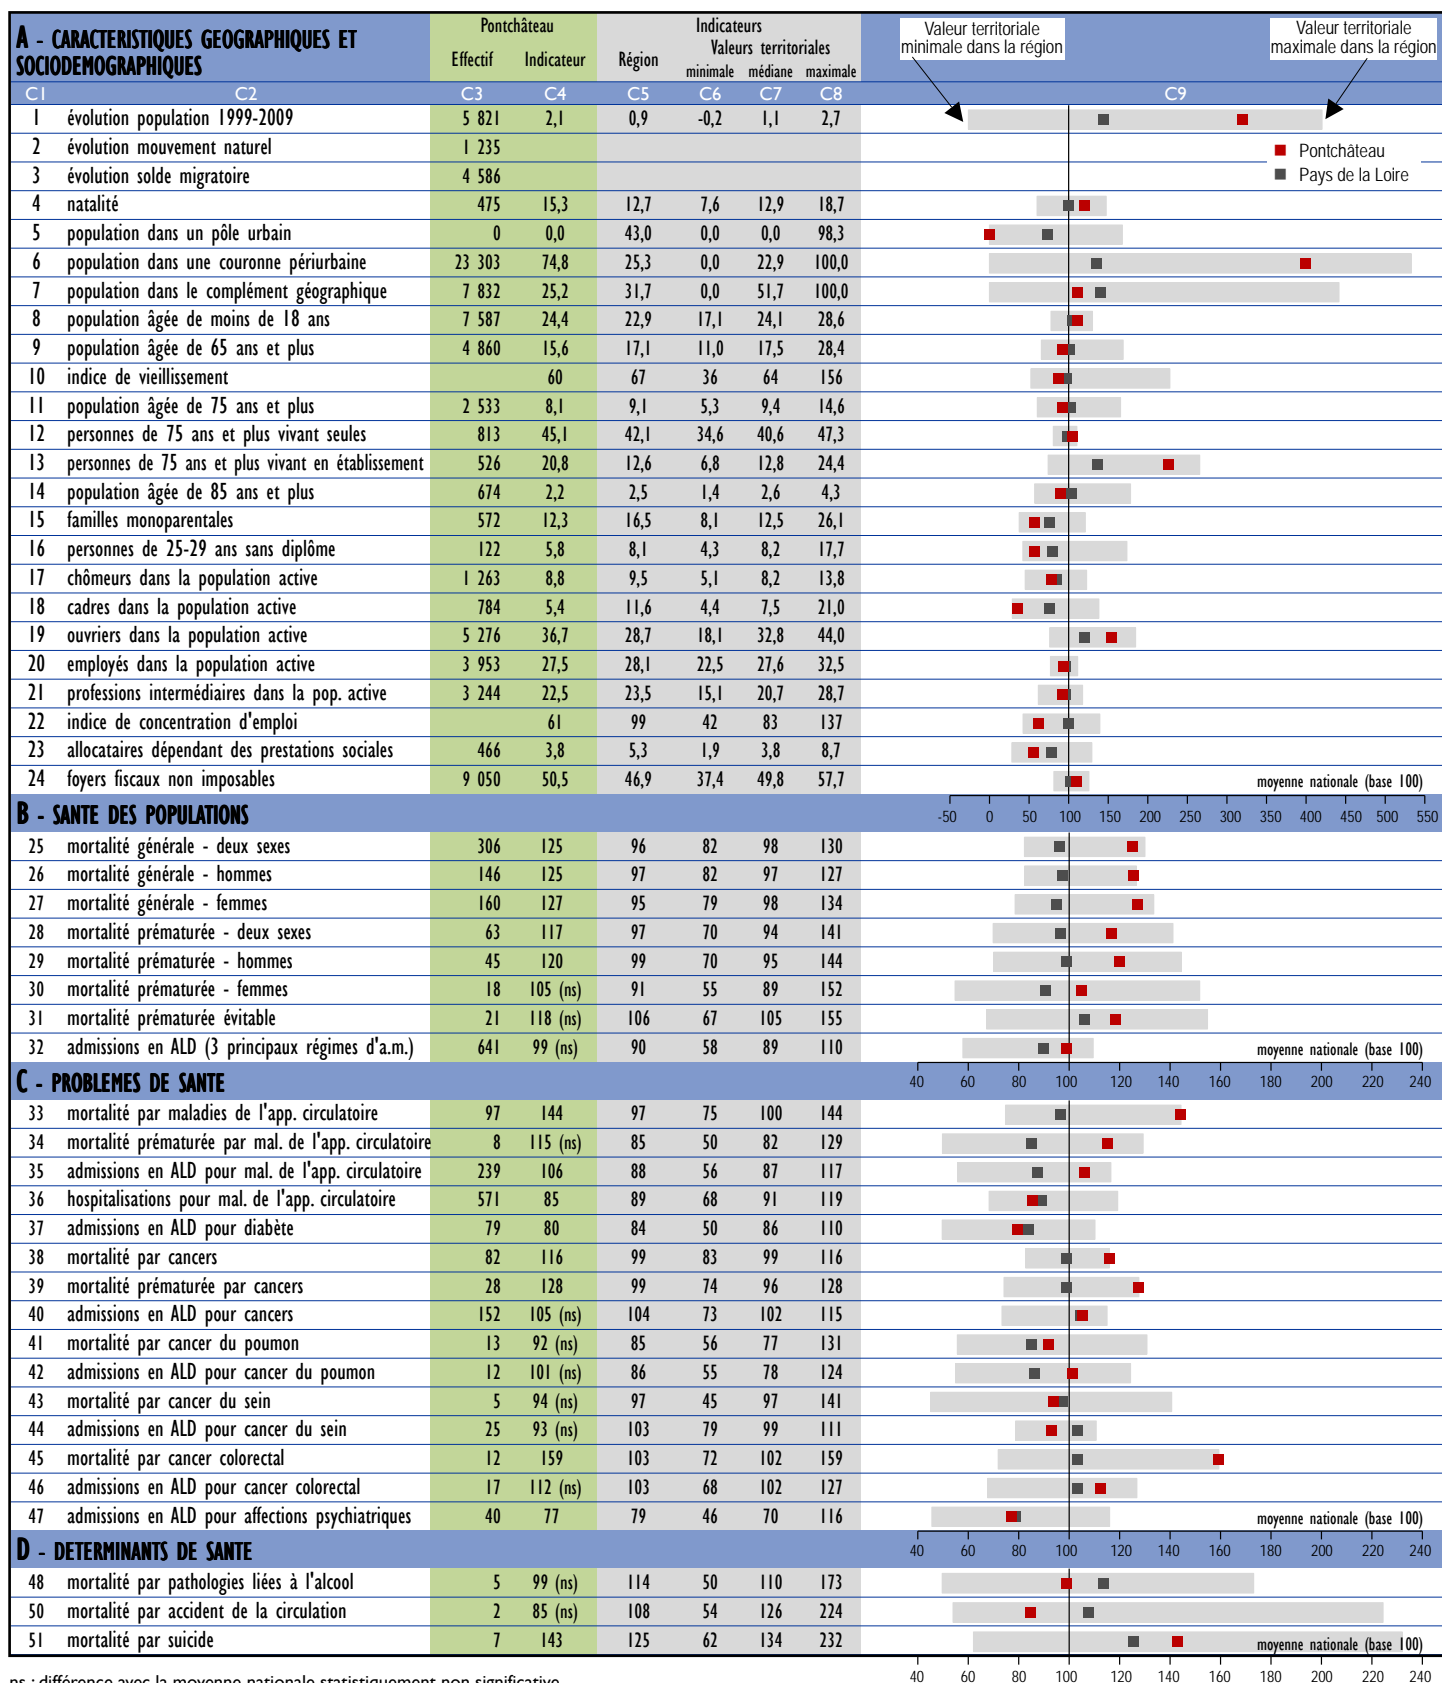 A - CARACTERISTIQUES GEOGRAPHIQUES ET SOCIODEMOGRAPHIQUES
Pontchâteau Indicateurs
Effectif Indicateur Région Valeurs territoriales
minimale médiane maximale
Valeur territoriale minimale dans la région
Valeur territoriale maximale dans la région
C1 C2 C3 C4 C5 C6 C7 C8 C9
1 évolution population 1999-2009 5 821 2,1 0,9 -0,2 1,1 2,7
2 évolution mouvement naturel 1 235
Pontchâteau
3 évolution solde migratoire 4 586
Pays de la Loire
4 natalité 475 15,3 12,7 7,6 12,9 18,7
5 population dans un pôle urbain 0 0,0 43,0 0,0 0,0 98,3
6 population dans une couronne périurbaine 23 303 74,8 25,3 0,0 22,9 100,0
7 population dans le complément géographique 7 832 25,2 31,7 0,0 51,7 100,0
8 population âgée de moins de 18 ans 7 587 24,4 22,9 17,1 24,1 28,6
9 population âgée de 65 ans et plus 4 860 15,6 17,1 11,0 17,5 28,4
10 indice de vieillissement 60 67 36 64 156
11 population âgée de 75 ans et plus 2 533 8,1 9,1 5,3 9,4 14,6
12 personnes de 75 ans et plus vivant seules 813 45,1 42,1 34,6 40,6 47,3
13 personnes de 75 ans et plus vivant en établissement 526 20,8 12,6 6,8 12,8 24,4
14 population âgée de 85 ans et plus 674 2,2 2,5 1,4 2,6 4,3
15 familles monoparentales 572 12,3 16,5 8,1 12,5 26,1
16 personnes de 25-29 ans sans diplôme 122 5,8 8,1 4,3 8,2 17,7
17 chômeurs dans la population active 1 263 8,8 9,5 5,1 8,2 13,8
18 cadres dans la population active 784 5,4 11,6 4,4 7,5 21,0
19 ouvriers dans la population active 5 276 36,7 28,7 18,1 32,8 44,0
20 employés dans la population active 3 953 27,5 28,1 22,5 27,6 32,5
21 professions intermédiaires dans la pop. active 3 244 22,5 23,5 15,1 20,7 28,7
22 indice de concentration d'emploi 61 99 42 83 137
23 allocataires dépendant des prestations sociales 466 3,8 5,3 1,9 3,8 8,7
24 foyers fiscaux non imposables 9 050 50,5 46,9 37,4 49,8 57,7 moyenne nationale (base 100)
B - SANTE DES POPULATIONS
-50 0 50 100 150 200 250 300 350 400 450 500 550
25 mortalité générale - deux sexes 306 125 96 82 98 130
26 mortalité générale - hommes 146 125 97 82 97 127
27 mortalité générale - femmes 160 127 95 79 98 134
28 mortalité prématurée - deux sexes 63 117 97 70 94 141
29 mortalité prématurée - hommes 45 120 99 70 95 144
30 mortalité prématurée - femmes 18 105 (ns) 91 55 89 152
31 mortalité prématurée évitable 21 118 (ns) 106 67 105 155
32 admissions en ALD (3 principaux régimes d'a.m.) 641 99 (ns) 90 58 89 110 moyenne nationale (base 100)
C - PROBLEMES DE SANTE
40 60 80 100 120 140 160 180 200 220 240
33 mortalité par maladies de l'app. circulatoire 97 144 97 75 100 144
34 mortalité prématurée par mal. de l'app. circulatoire 8 115 (ns) 85 50 82 129
35 admissions en ALD pour mal. de l'app. circulatoire 239 106 88 56 87 117
36 hospitalisations pour mal. de l'app. circulatoire 571 85 89 68 91 119
37 admissions en ALD pour diabète 79 80 84 50 86 110
38 mortalité par cancers 82 116 99 83 99 116
39 mortalité prématurée par cancers 28 128 99 74 96 128
40 admissions en ALD pour cancers 152 105 (ns) 104 73 102 115
41 mortalité par cancer du poumon 13 92 (ns) 85 56 77 131
42 admissions en ALD pour cancer du poumon 12 101 (ns) 86 55 78 124
43 mortalité par cancer du sein 5 94 (ns) 97 45 97 141
44 admissions en ALD pour cancer du sein 25 93 (ns) 103 79 99 111
45 mortalité par cancer colorectal 12 159 103 72 102 159
46 admissions en ALD pour cancer colorectal 17 112 (ns) 103 68 102 127
47 admissions en ALD pour affections psychiatriques 40 77 79 46 70 116 moyenne nationale (base 100)
D - DETERMINANTS DE SANTE
40 60 80 100 120 140 160 180 200 220 240
48 mortalité par pathologies liées à l'alcool 5 99 (ns) 114 50 110 173
50 mortalité par accident de la circulation 2 85 (ns) 108 54 126 224
51 mortalité par suicide 7 143 125 62 134 232 moyenne nationale (base 100)
40 60 80 100 120 140 160 180 200 220 240
ns : différence avec la moyenne nationale statistiquement non significative